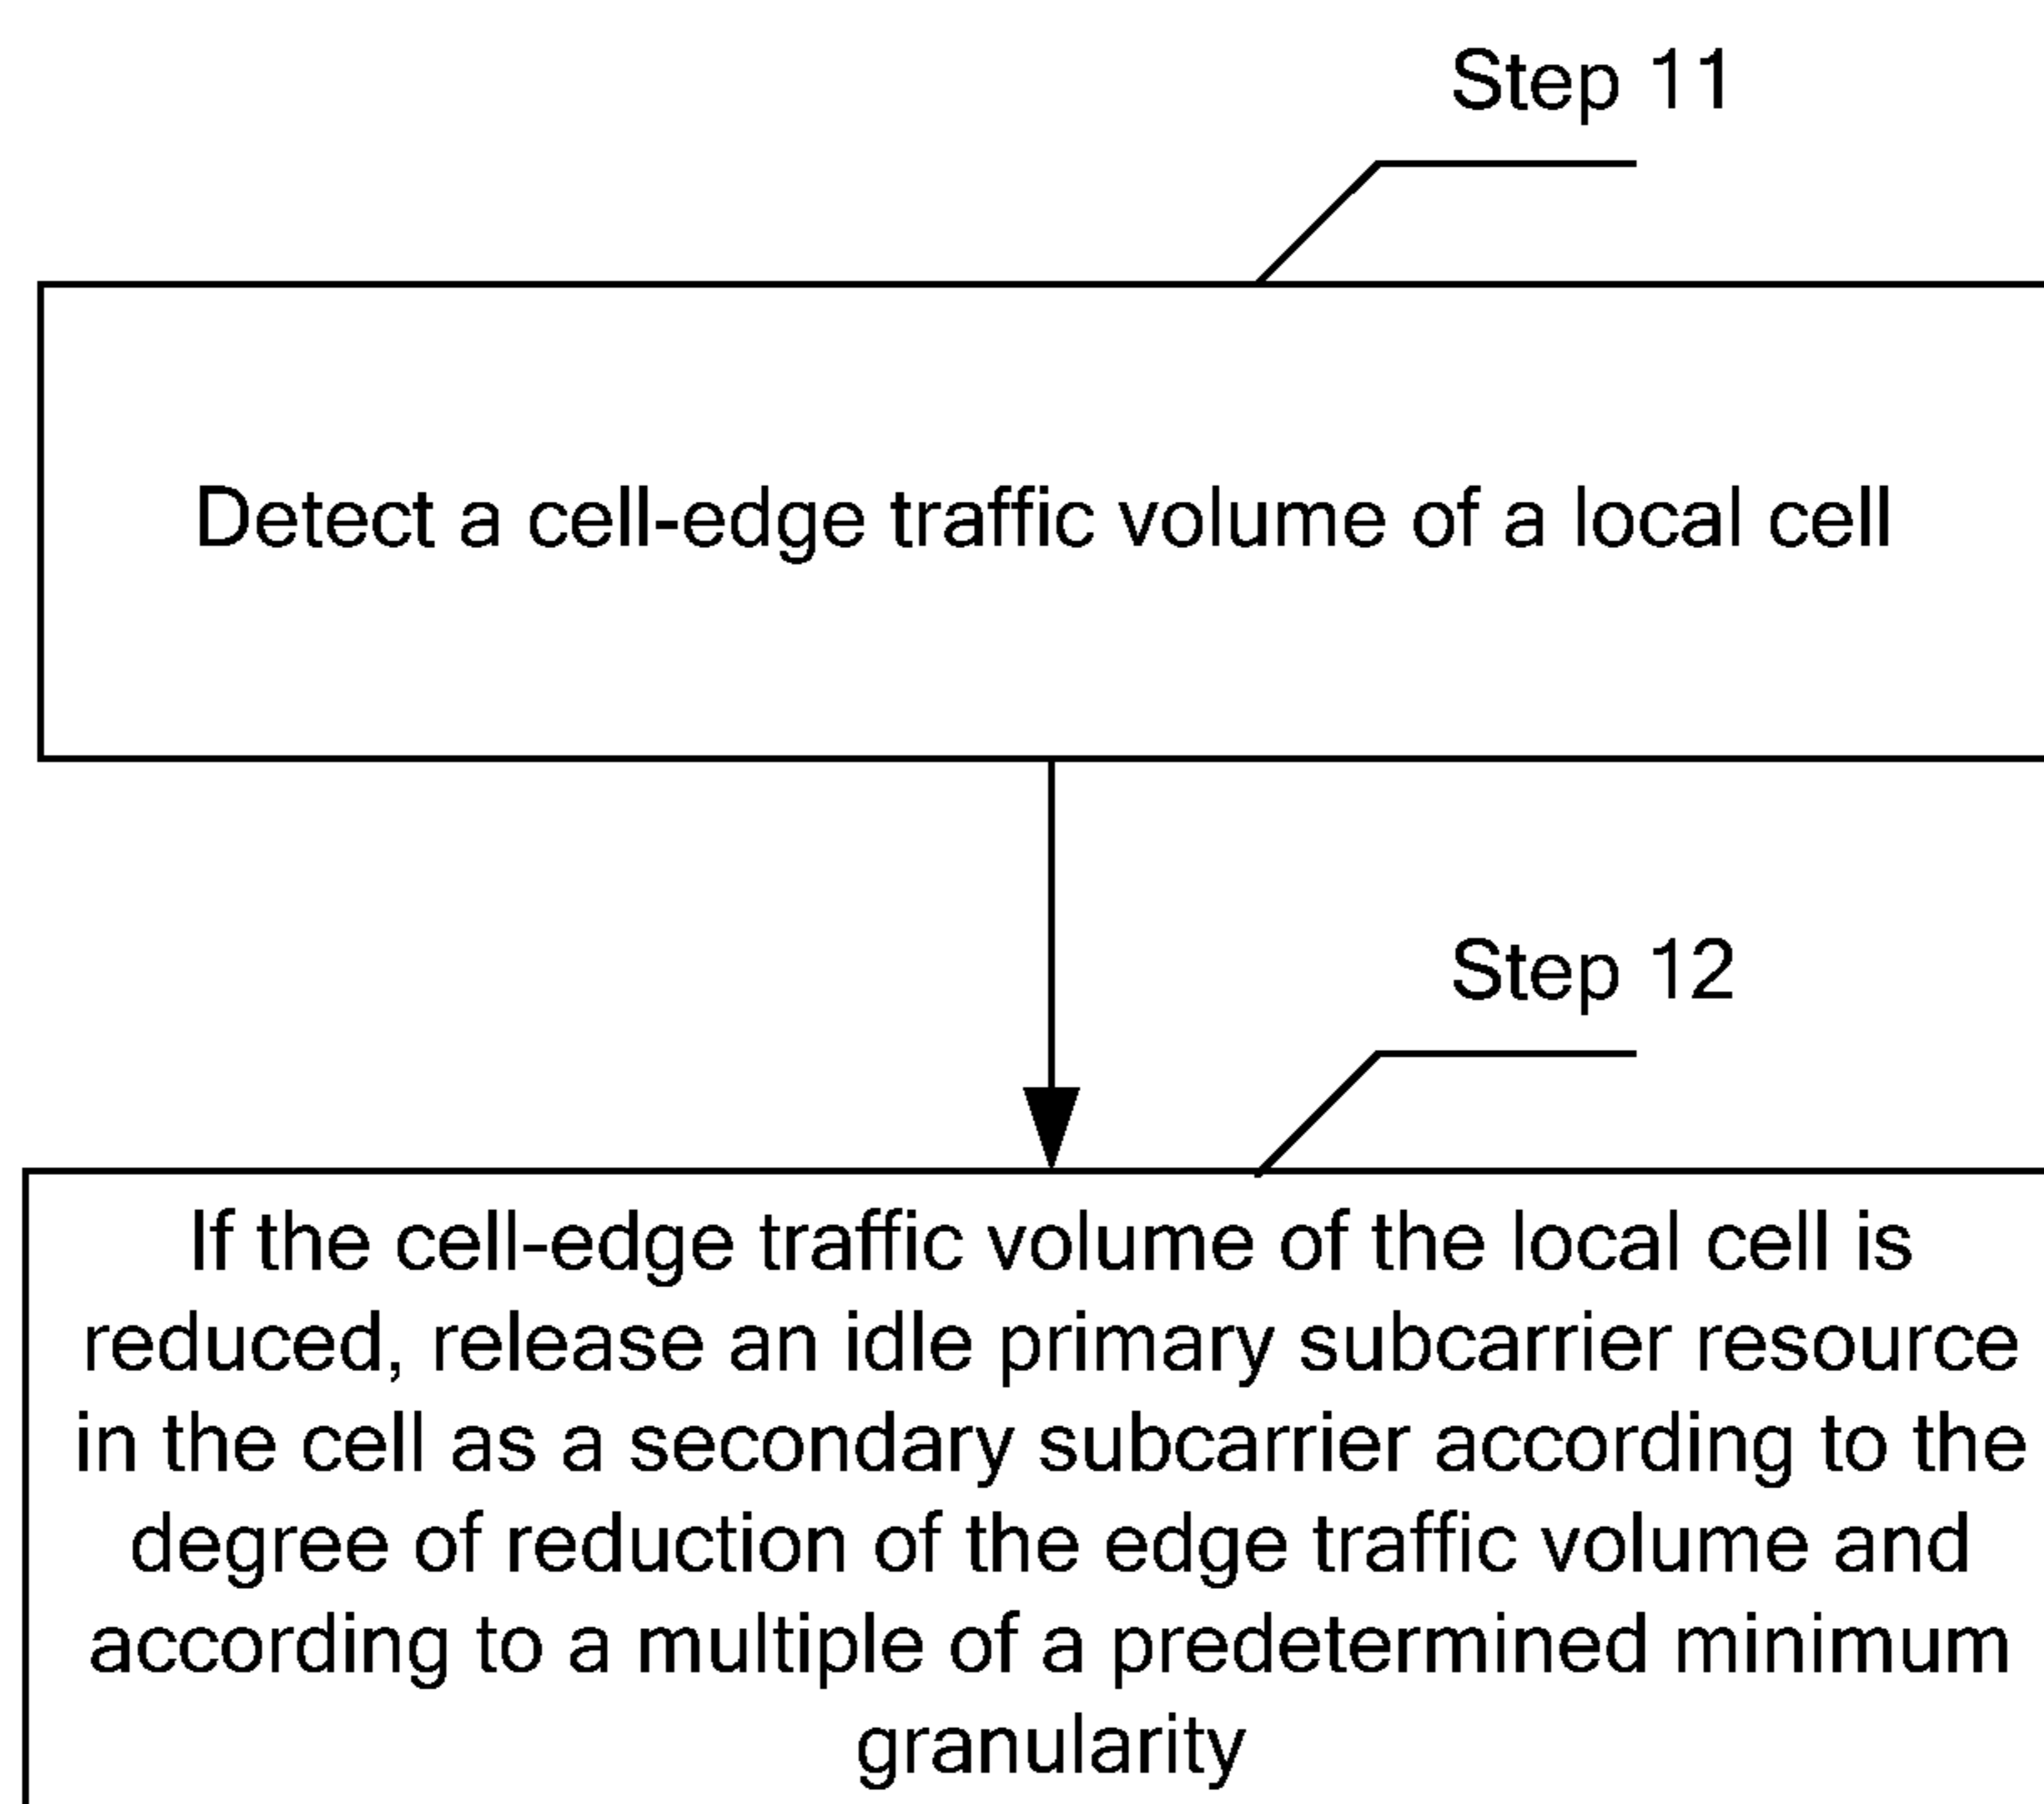 Step 11
Detect a cell-edge traffic volume of a local cell
Step 12
If the cell-edge traffic volume of the local cell is
reduced, release an idle primary subcarrier resource
in the cell as a secondary subcarrier according to the
degree of reduction of the edge traffic volume and
according to a multiple of a predetermined minimum
granularity